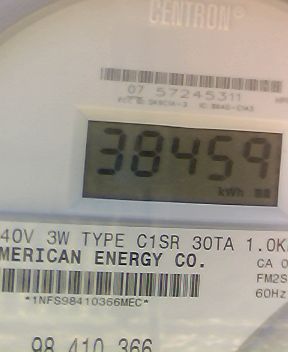 CENTRON®
07 57245311
38459
kWh
40V 3W TYPE C1SR 30TA 1.0K
MERICAN ENERGY CO.
CA 0
FM2S
*1NFS98410366MEC*
60Hz
98 410 366